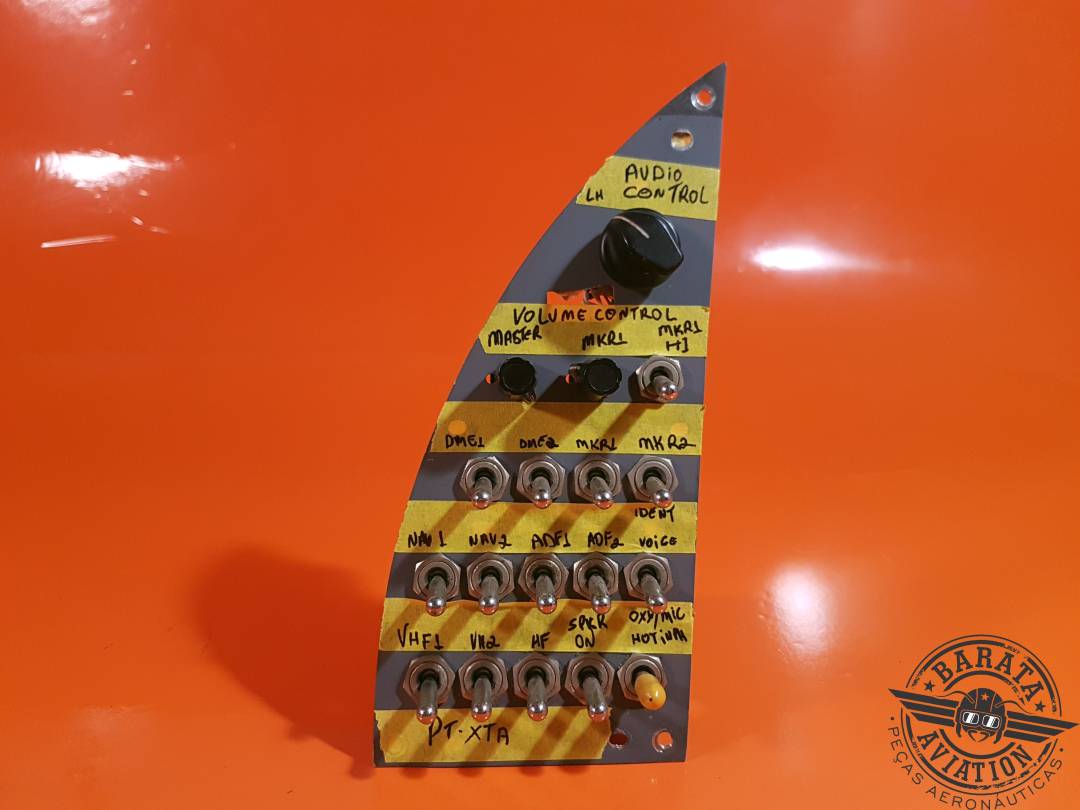 AUDIO
LH CONTROL
VOLUME CONTROL
MASTER MKR1 MKR1
HI
DME1 DME2 MKR1 MKR2
IDENT
NAV1 NAV2 ADF1 ADF2 VOICE
SPKR OXY/MIC
VHF1 VH2 HF ON HOT INPH
PT-XTA
BARATA
AVIATION
PEÇAS AERONÁUTICAS